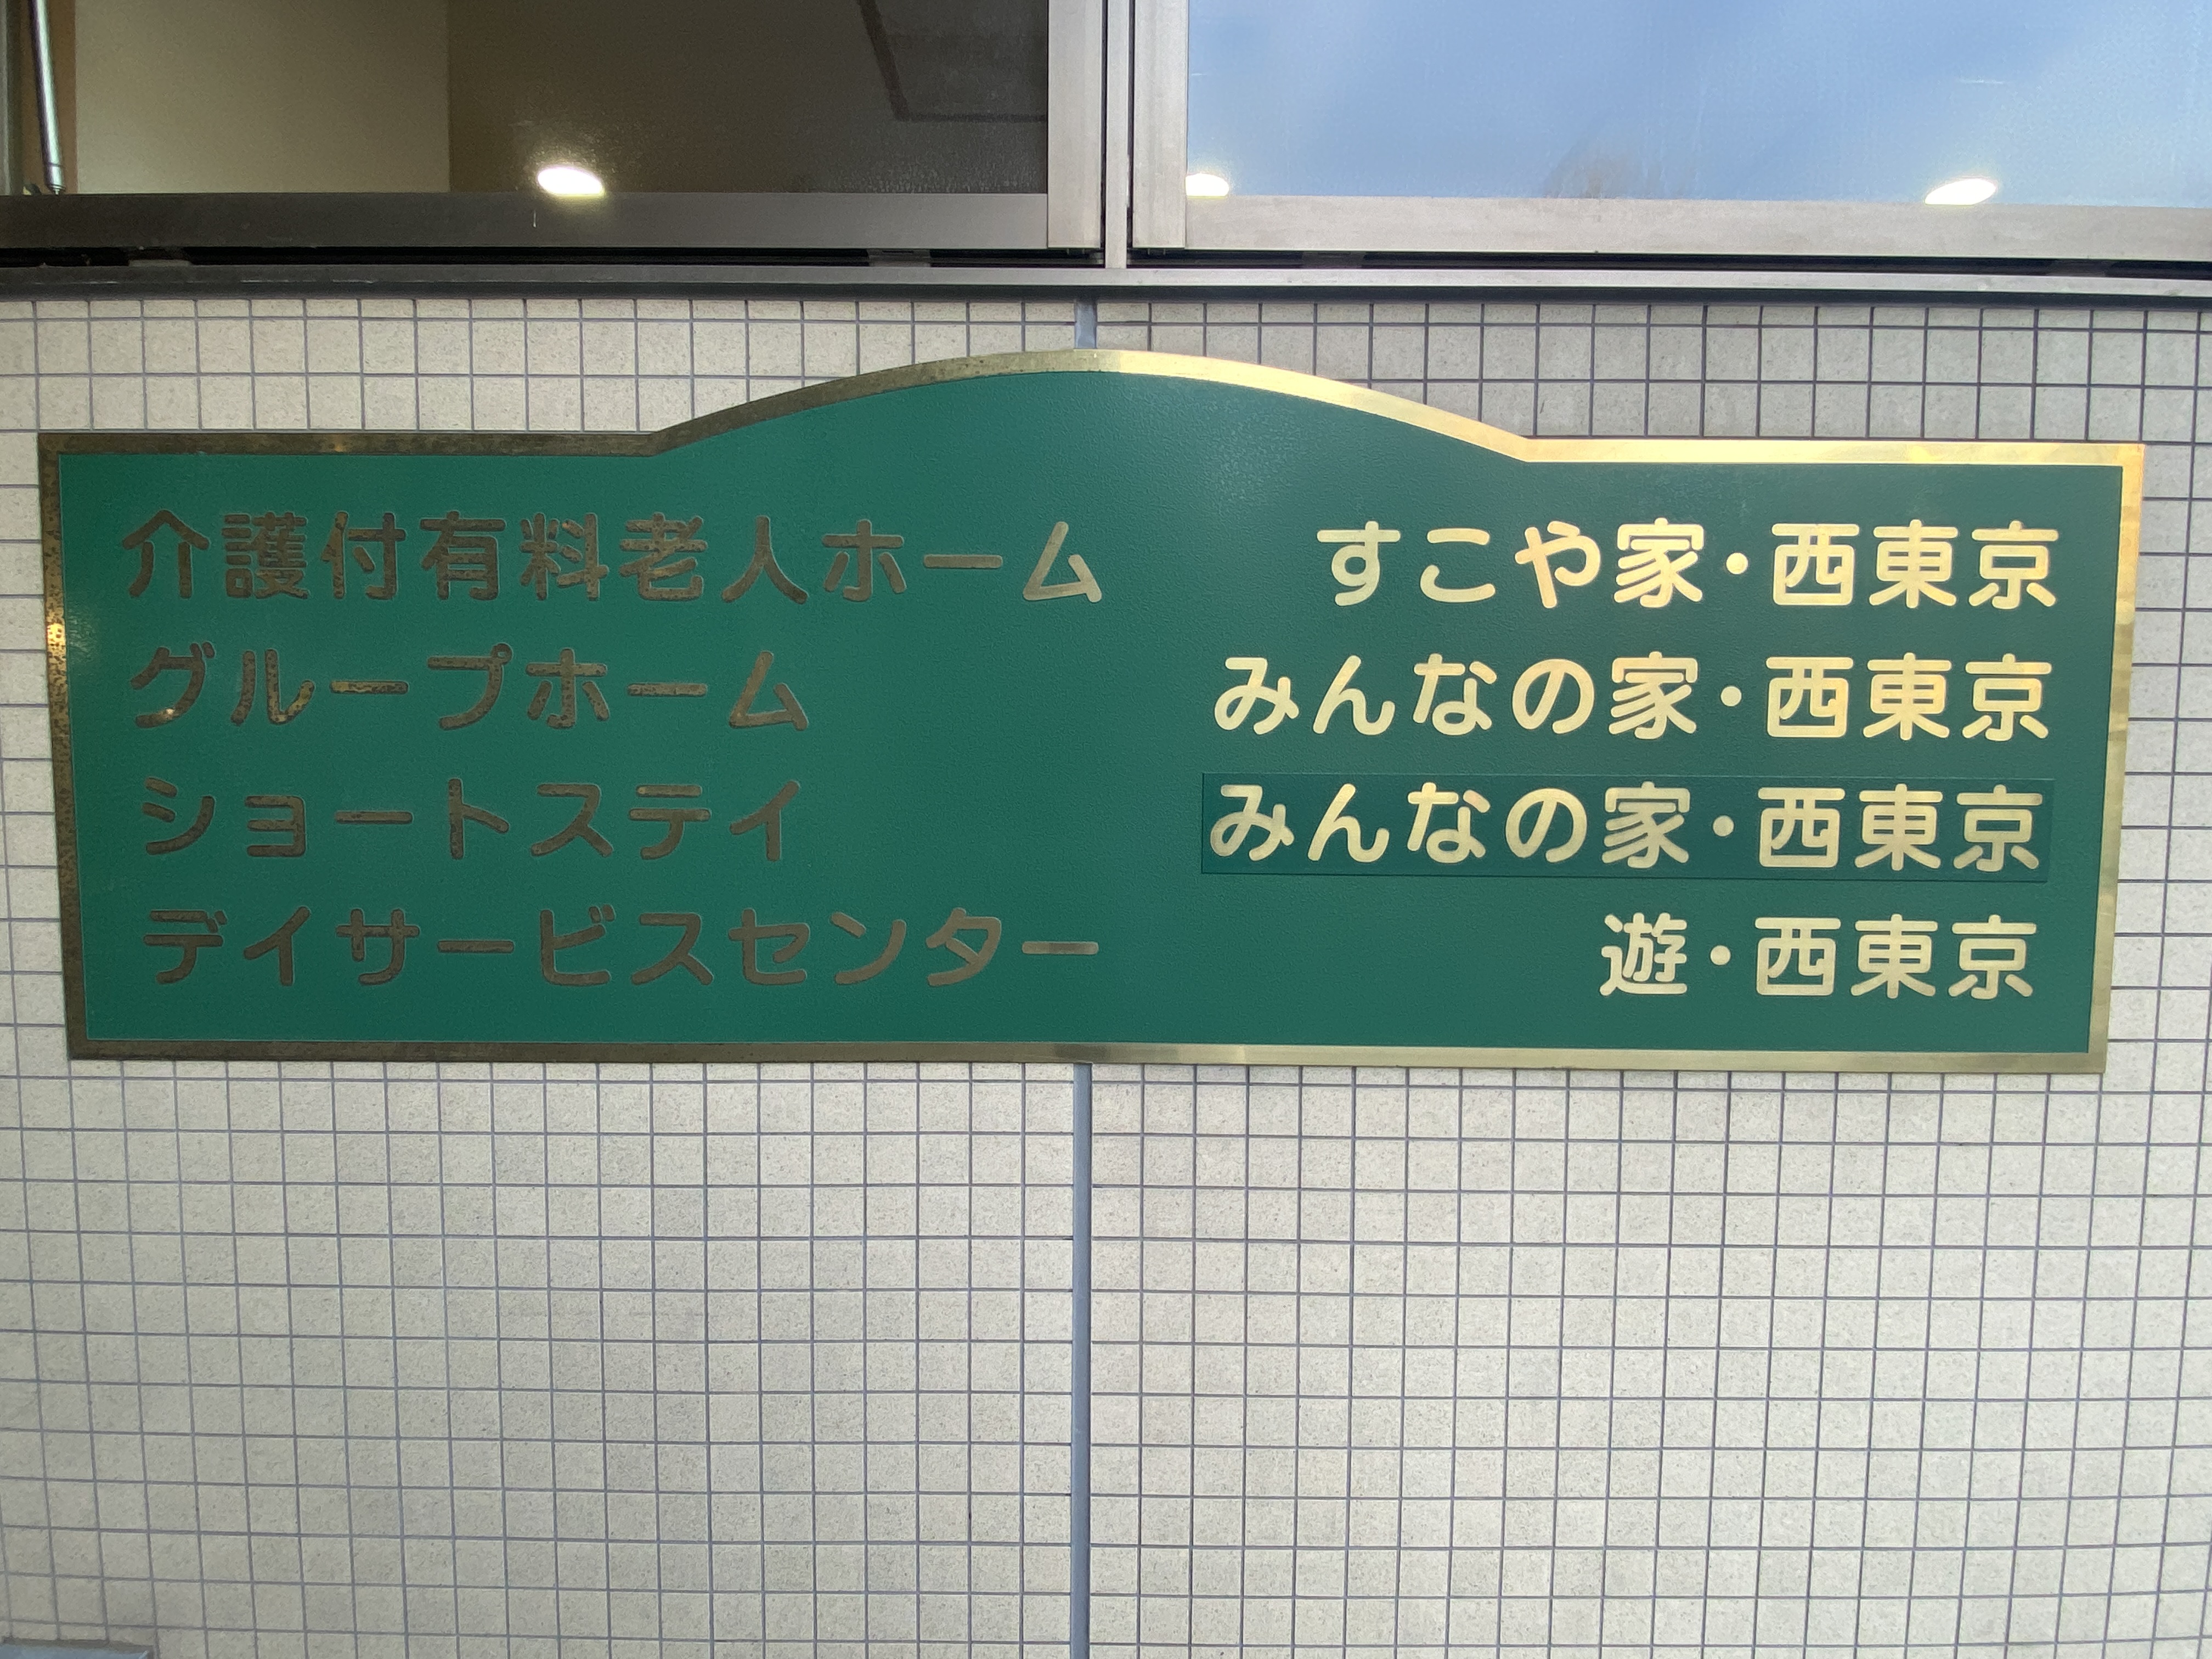 介護付有料老人ホーム すこや家・西東京
グループホーム みんなの家・西東京
ショートステイ みんなの家・西東京
デイサービスセンター 遊・西東京